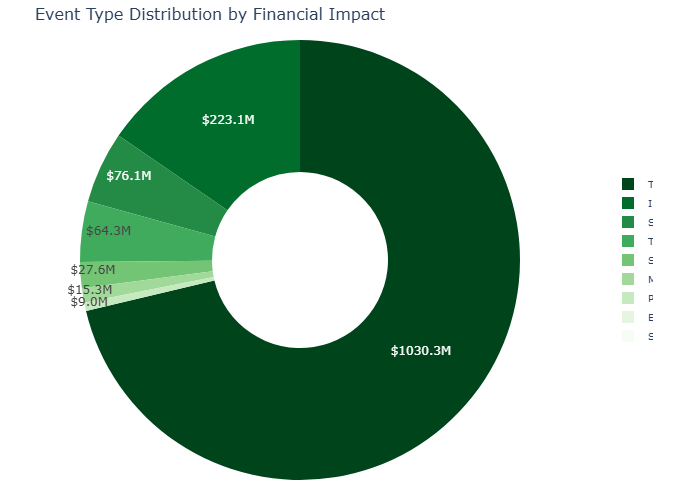 Event Type Distribution by Financial Impact
$223.1M
$76.1M
$64.3M
$27.6M
$15.3M
$9.0M
$1030.3M
T
I
S
T
S
M
P
E
S